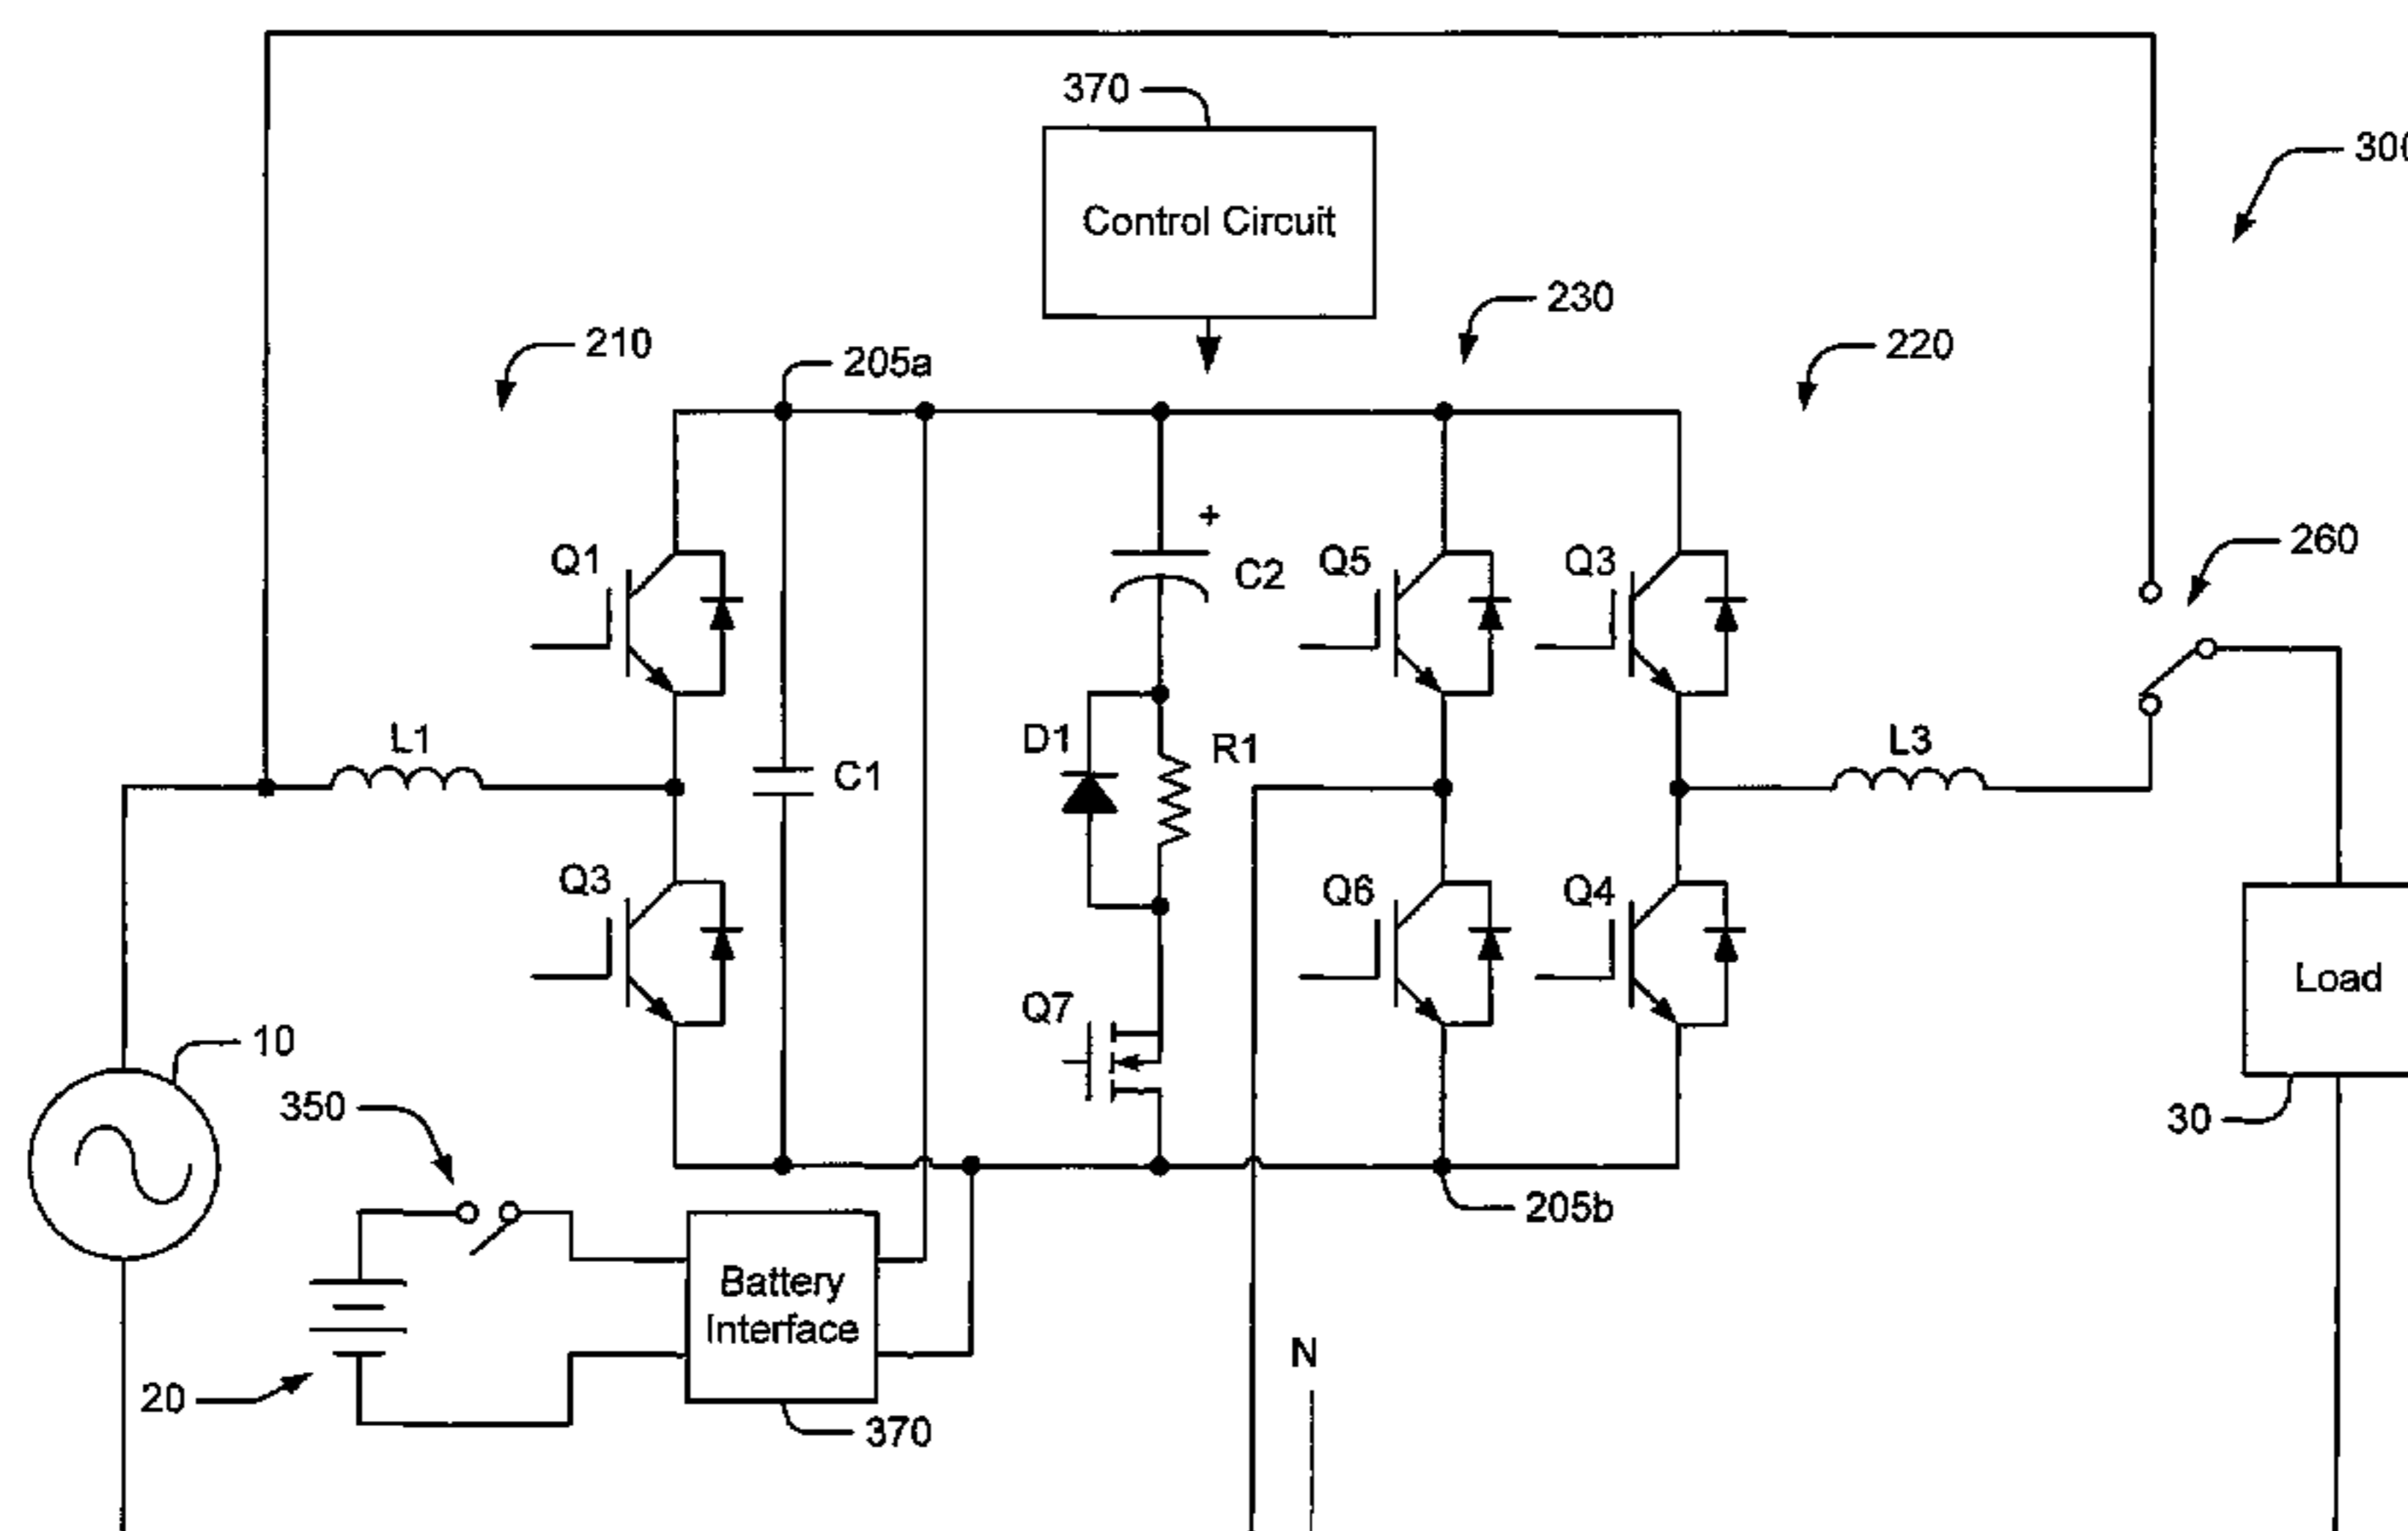 370
300
Control Circuit
230
210
220
205a
+
Q1
C2
Q5
Q3
260
L1
D1
R1
L3
C1
Q3
Q6
Q4
Load
Q7
10
350
30
205b
Battery
Interface
N
20
370